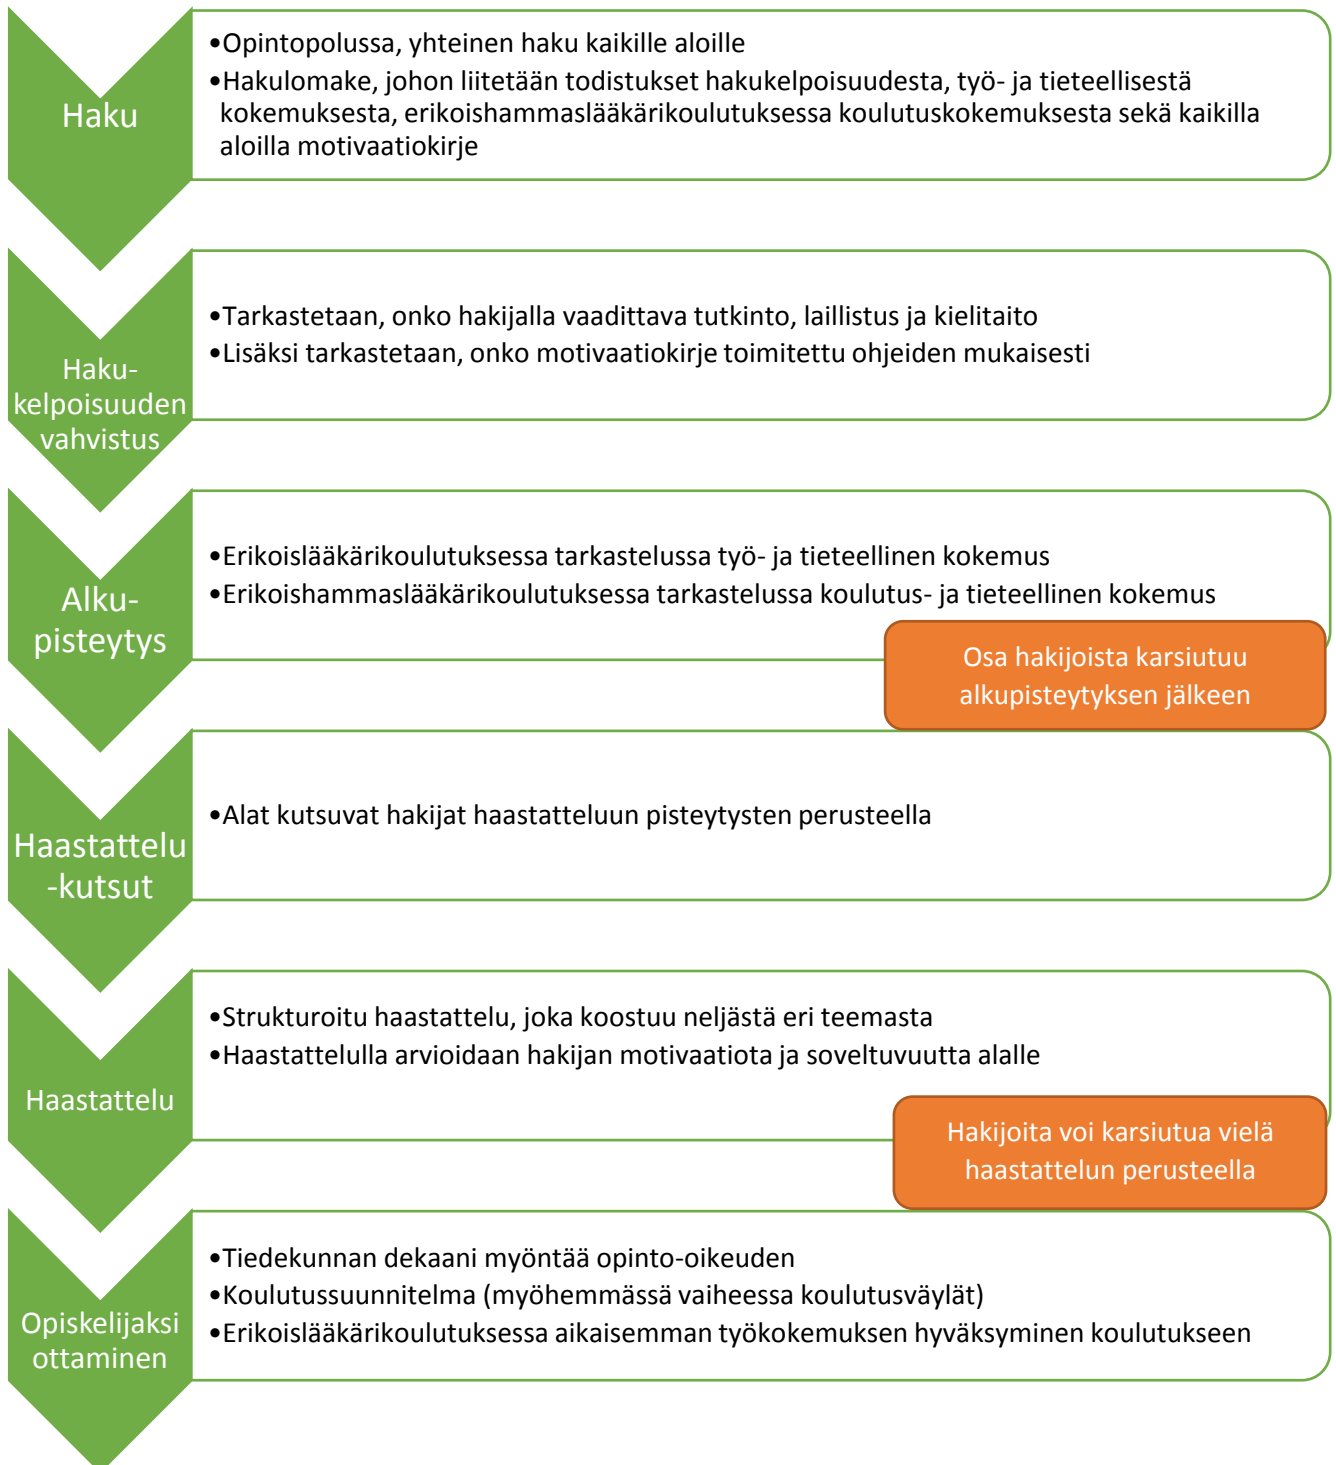 Haku
•Opintopolussa, yhteinen haku kaikille aloille
•Hakulomake, johon liitetään todistukset hakukelpoisuudesta, työ- ja tieteellisestä
kokemuksesta, erikoishammaslääkärikoulutuksessa koulutuskokemuksesta sekä kaikilla
aloilla motivaatiokirje
Haku-
kelpoisuuden
vahvistus
•Tarkastetaan, onko hakijalla vaadittava tutkinto, laillistus ja kielitaito
•Lisäksi tarkastetaan, onko motivaatiokirje toimitettu ohjeiden mukaisesti
Alku-
pisteytys
•Erikoislääkärikoulutuksessa tarkastelussa työ- ja tieteellinen kokemus
•Erikoishammaslääkärikoulutuksessa tarkastelussa koulutus- ja tieteellinen kokemus
Osa hakijoista karsiutuu
alkupisteytyksen jälkeen
Haastattelu
-kutsut
•Alat kutsuvat hakijat haastatteluun pisteytysten perusteella
Haastattelu
•Strukturoitu haastattelu, joka koostuu neljästä eri teemasta
•Haastattelulla arvioidaan hakijan motivaatiota ja soveltuvuutta alalle
Hakijoita voi karsiutua vielä
haastattelun perusteella
Opiskelijaksi
ottaminen
•Tiedekunnan dekaani myöntää opinto-oikeuden
•Koulutussuunnitelma (myöhemmässä vaiheessa koulutusväylät)
•Erikoislääkärikoulutuksessa aikaisemman työkokemuksen hyväksyminen koulutukseen